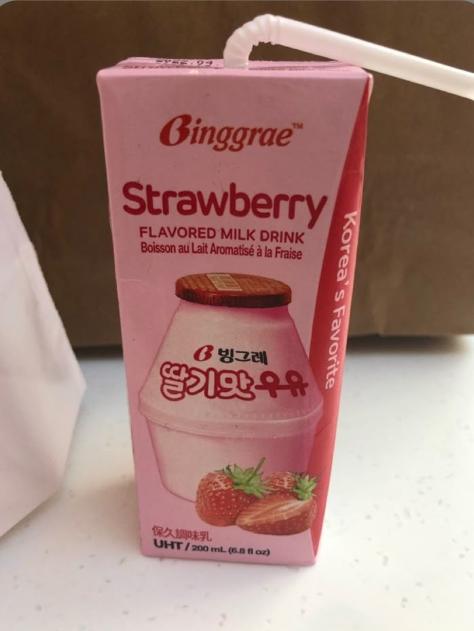 Binggrae™
Strawberry
FLAVORED MILK DRINK
Boisson au Lait Aromatisé à la Fraise
Korea's Favorite
B 빙그레
딸기맛우유
保久調味乳
UHT / 200 mL (6.8 fl oz)